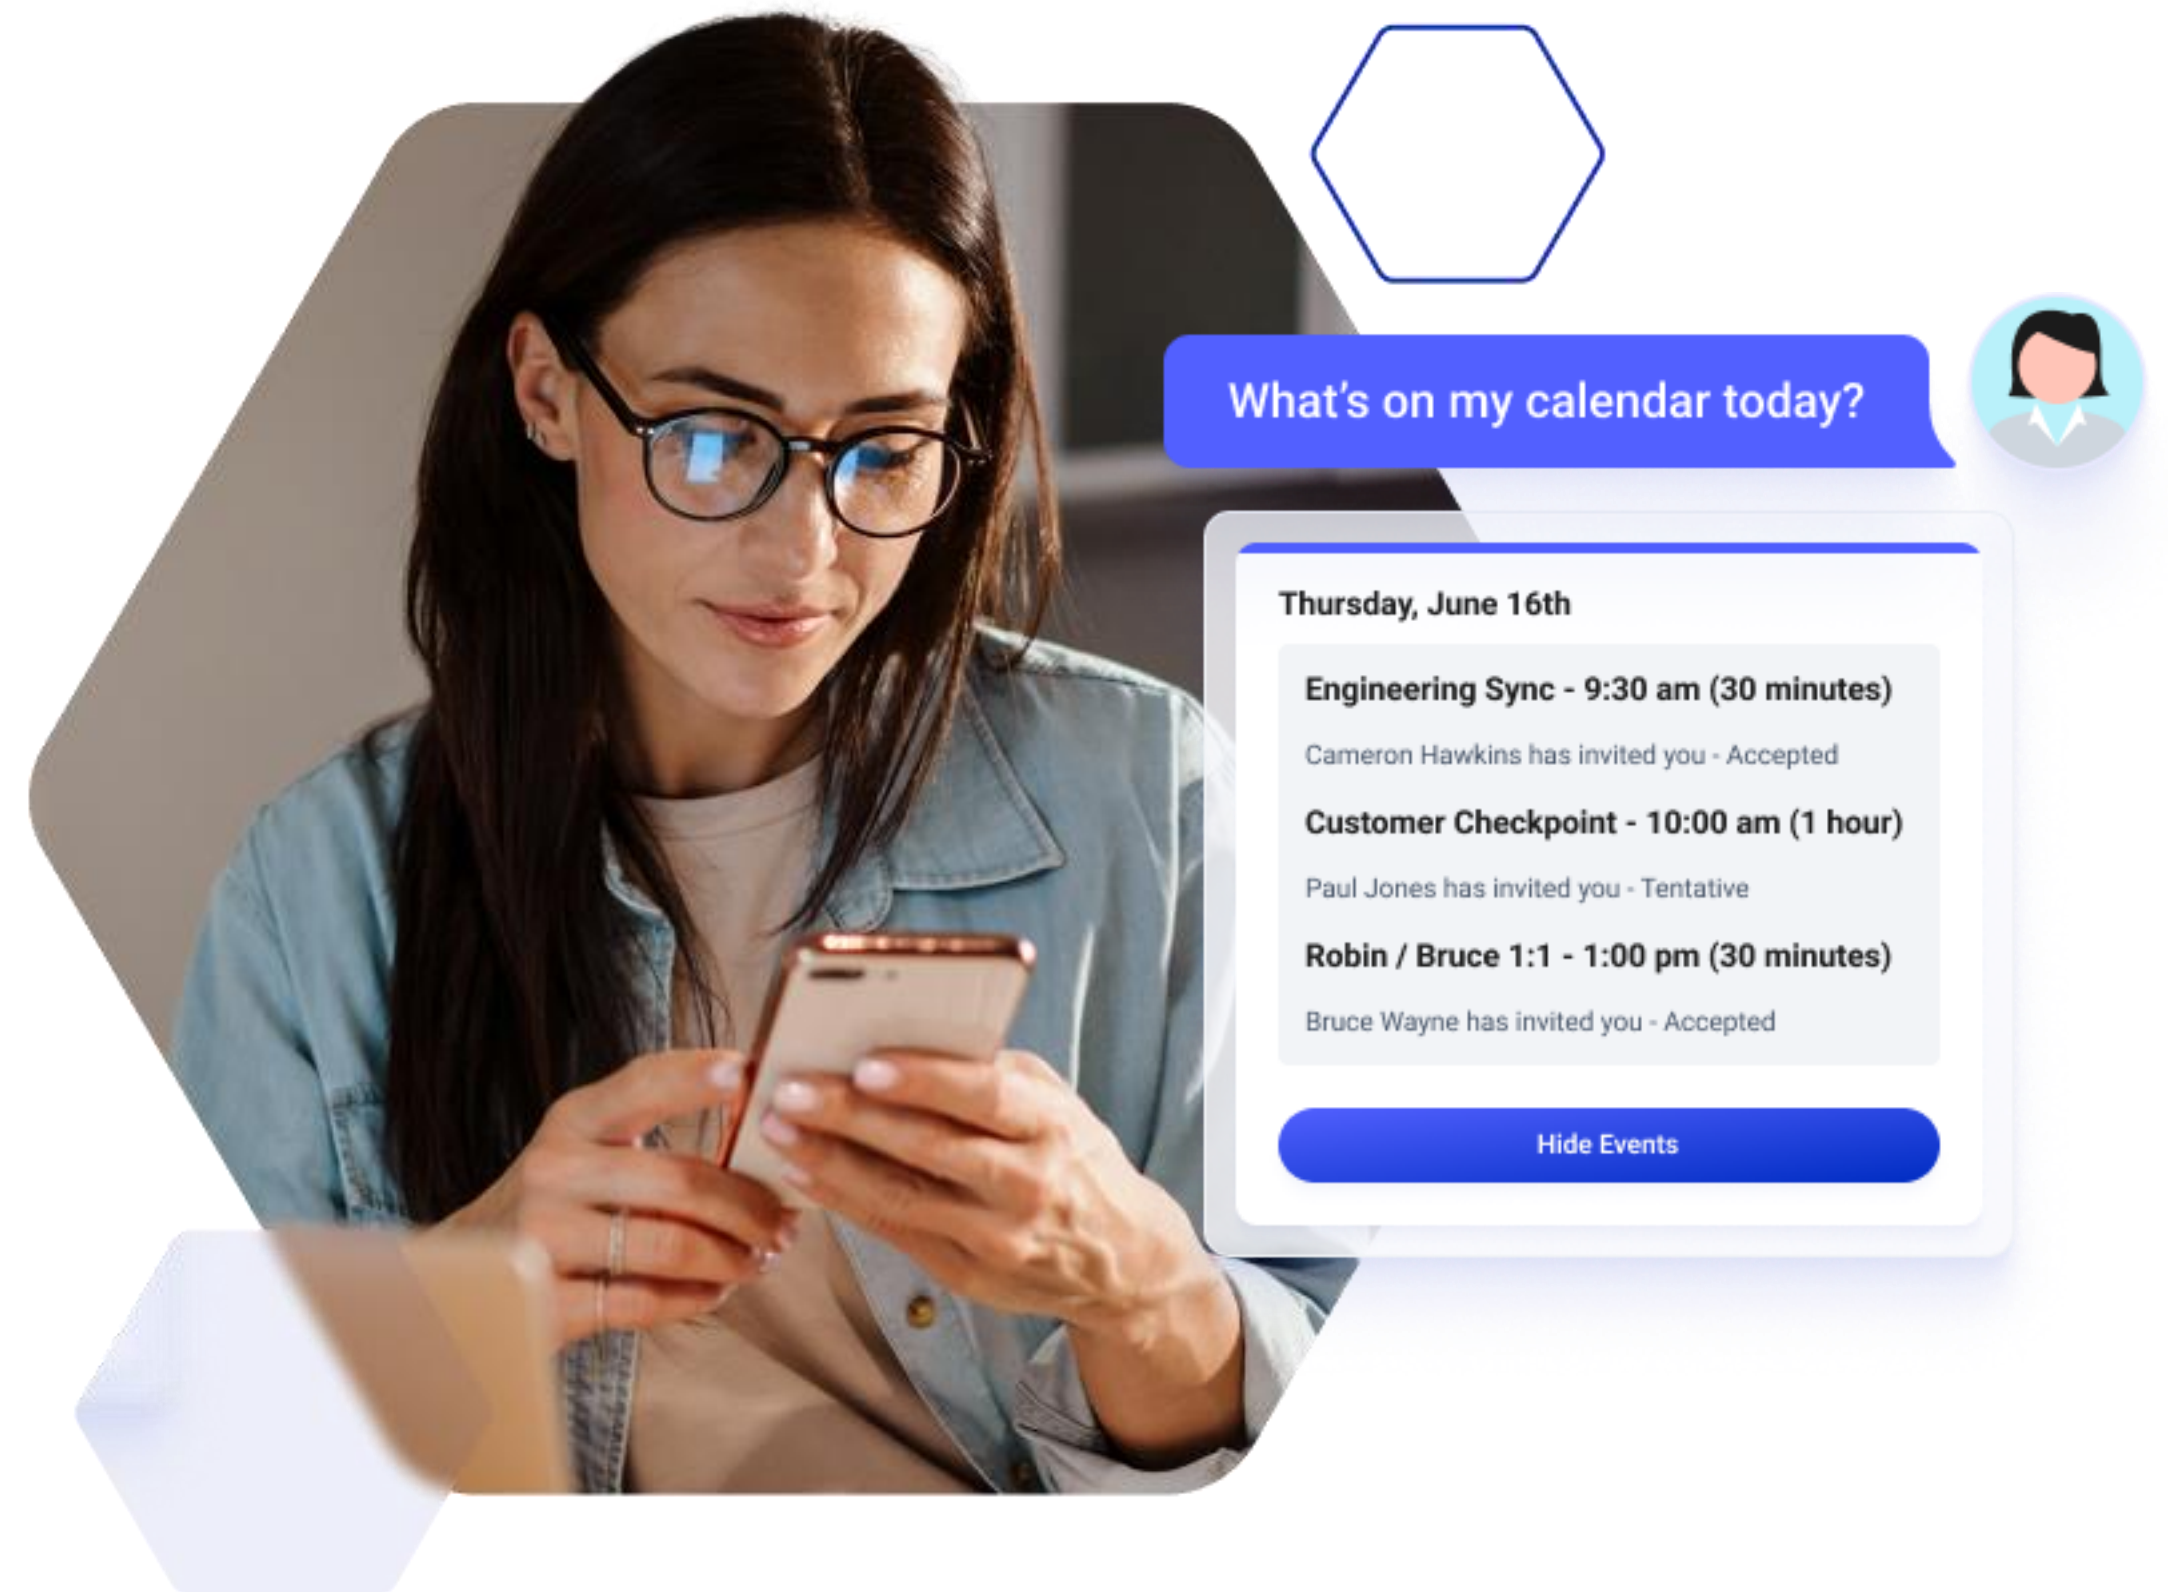 What’s on my calendar today?
Thursday, June 16th
Engineering Sync - 9:30 am (30 minutes)
Cameron Hawkins has invited you - Accepted
Customer Checkpoint - 10:00 am (1 hour)
Paul Jones has invited you - Tentative
Robin / Bruce 1:1 - 1:00 pm (30 minutes)
Bruce Wayne has invited you - Accepted
Hide Events